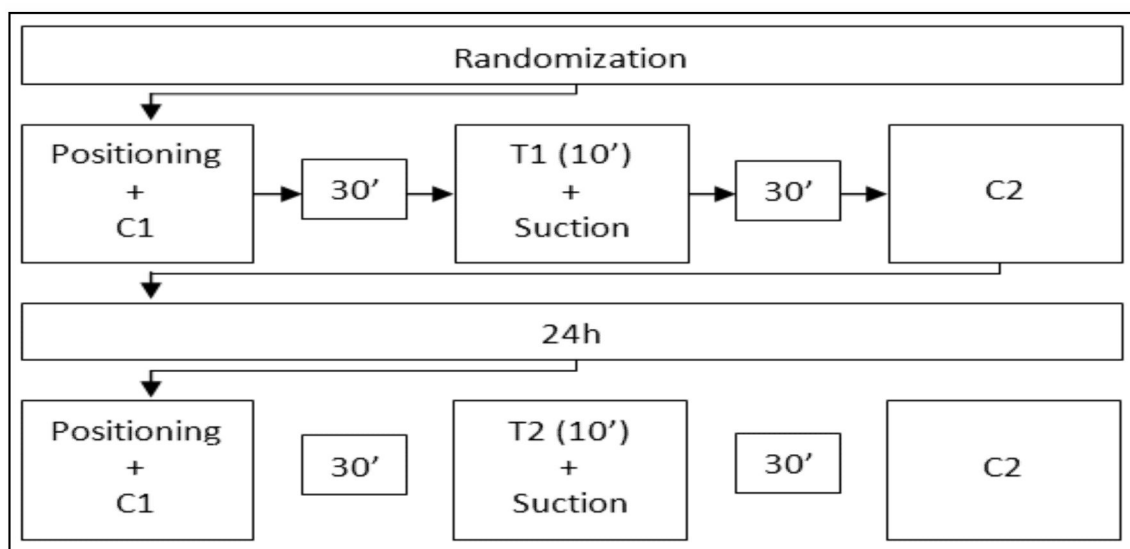 Randomization
Positioning
+
C1
30’
T1 (10’)
+
Suction
30’
C2
24h
Positioning
+
C1
30’
T2 (10’)
+
Suction
30’
C2